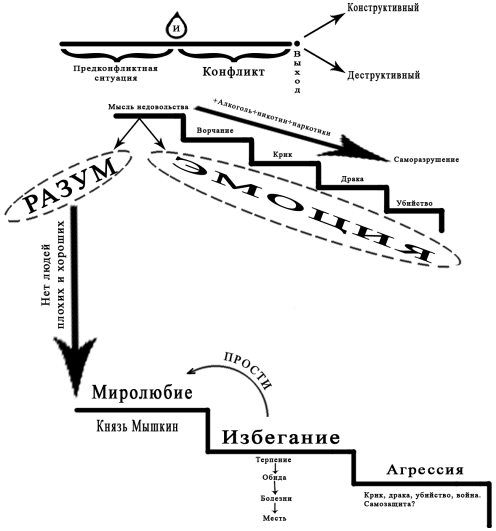 Конструктивный
И
Предконфликтная
ситуация
Конфликт
Выход
Деструктивный
Мысль недовольства
+Алкоголь+никотин+наркотики
Ворчание
Крик
Саморазрушение
Драка
Убийство
РАЗУМ
ЭМОЦИЯ
Нет людей
плохих и хороших
ПРОСТИ
Миролюбие
Князь Мышкин
Избегание
Терпение
Обида
Болезни
Месть
Агрессия
Крик, драка, убийство, война.
Самозащита?